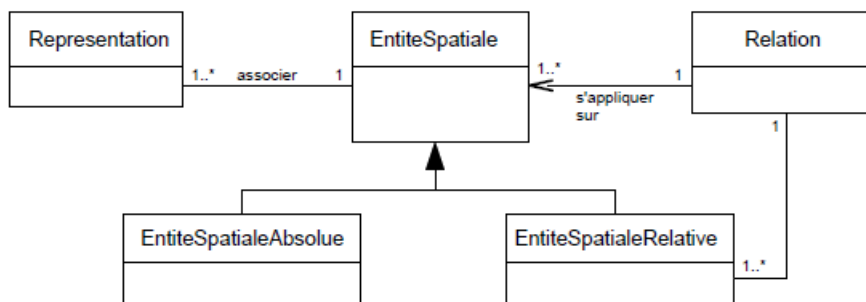 Representation
EntiteSpatiale
Relation
1..*
associer
1
1..*
1
s'appliquer
sur
1
EntiteSpatialeAbsolue
EntiteSpatialeRelative
1..*